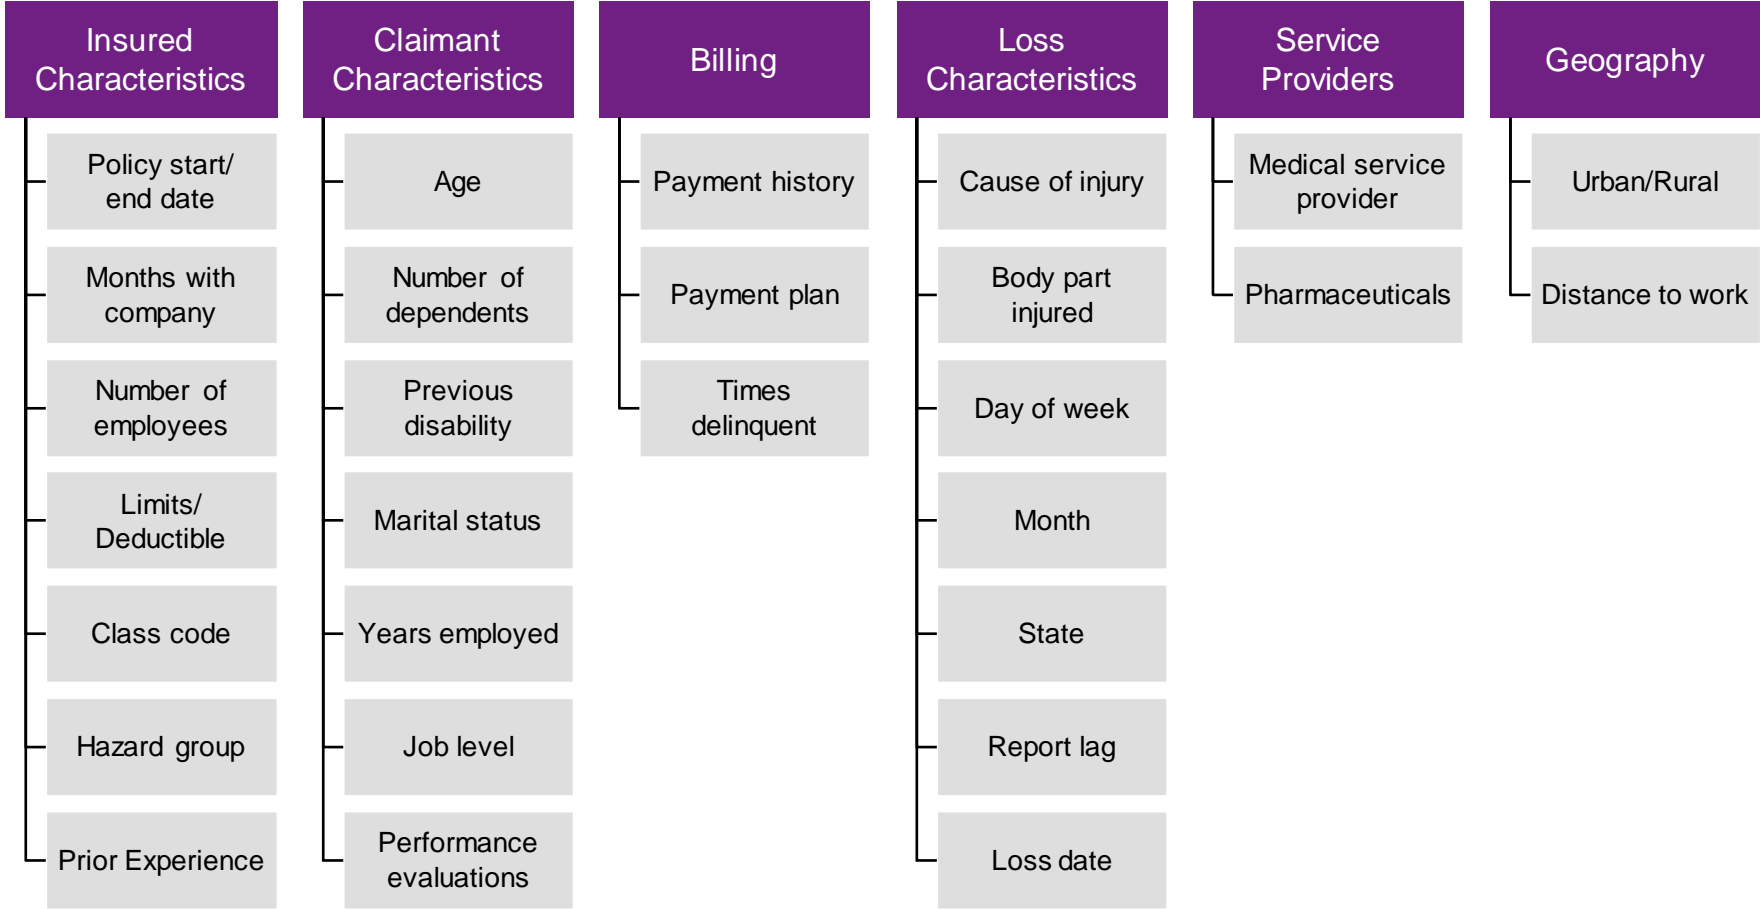 Insured
Characteristics
Policy start/
end date
Months with
company
Number of
employees
Limits/
Deductible
Class code
Hazard group
Prior Experience
Claimant
Characteristics
Age
Number of
dependents
Previous
disability
Marital status
Years employed
Job level
Performance
evaluations
Billing
Payment history
Payment plan
Times
delinquent
Loss
Characteristics
Cause of injury
Body part
injured
Day of week
Month
State
Report lag
Loss date
Service
Providers
Medical service
provider
Pharmaceuticals
Geography
Urban/Rural
Distance to work